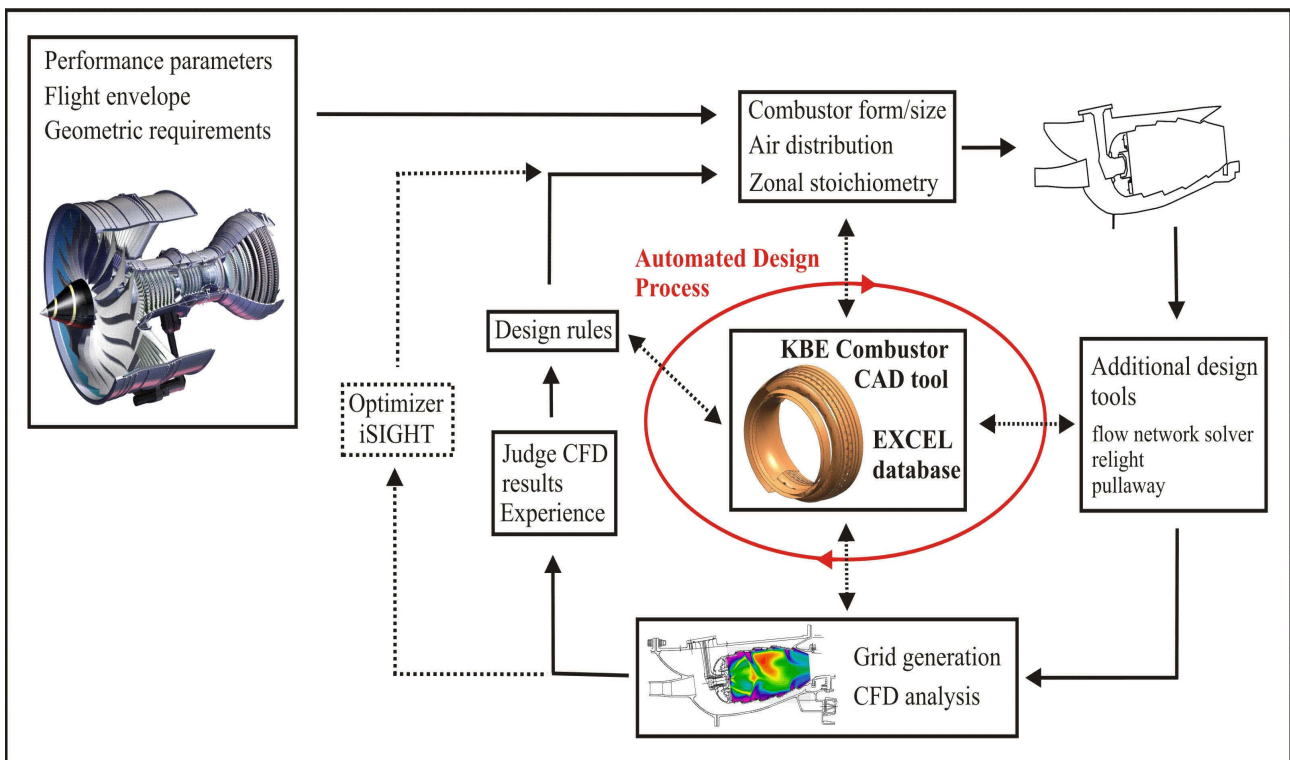 Performance parameters
Flight envelope
Geometric requirements
Combustor form/size
Air distribution
Zonal stoichiometry
Automated Design
Process
Design rules
KBE Combustor
CAD tool
EXCEL
database
Additional design
tools
flow network solver
relight
pullaway
Optimizer
iSIGHT
Judge CFD
results
Experience
Grid generation
CFD analysis